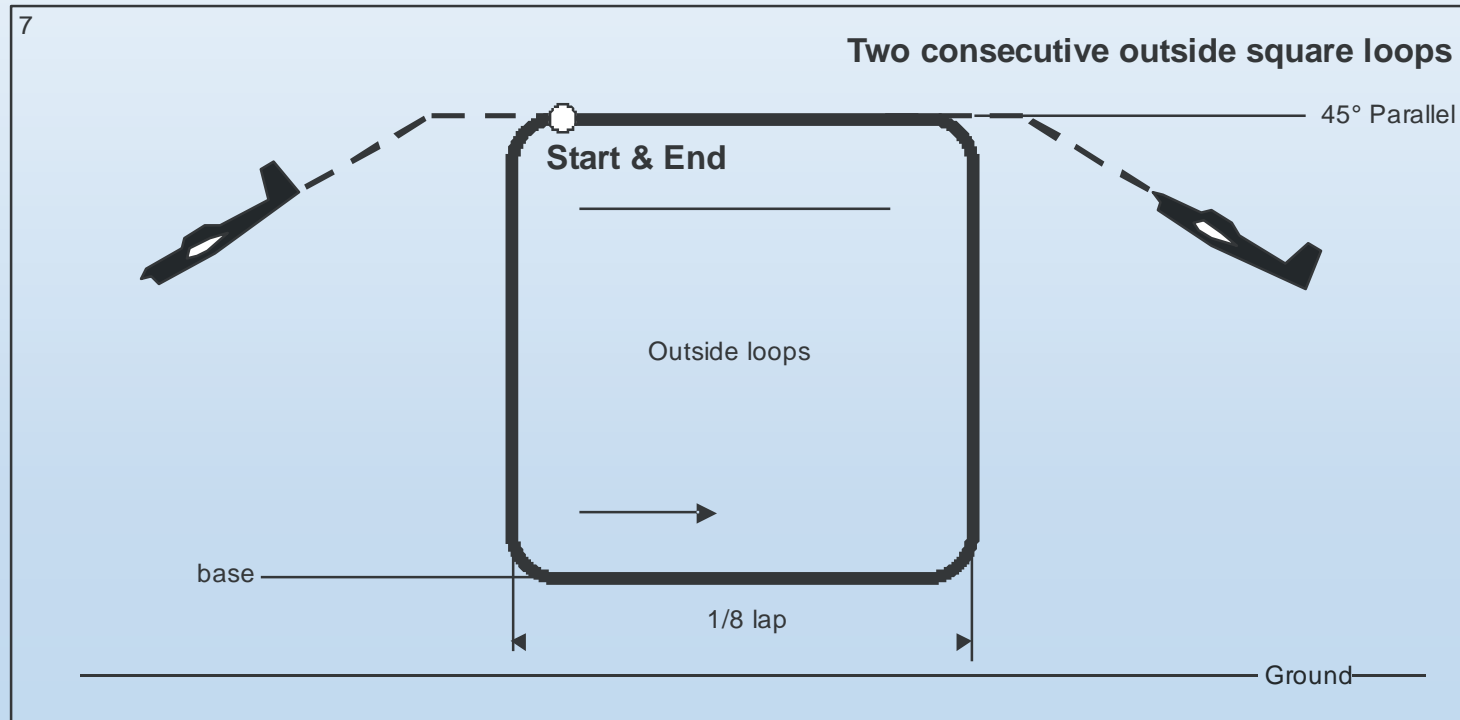 7
Two consecutive outside square loops
45° Parallel
Start & End
Outside loops
base
1/8 lap
Ground